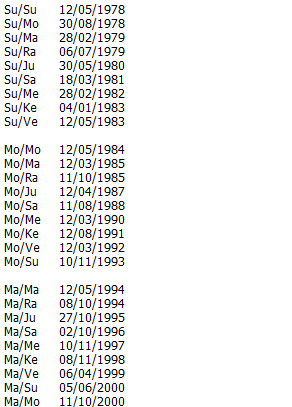 Su/Su 12/05/1978
Su/Mo 30/08/1978
Su/Ma 28/02/1979
Su/Ra 06/07/1979
Su/Ju 30/05/1980
Su/Sa 18/03/1981
Su/Me 28/02/1982
Su/Ke 04/01/1983
Su/Ve 12/05/1983

Mo/Mo 12/05/1984
Mo/Ma 12/03/1985
Mo/Ra 11/10/1985
Mo/Ju 12/04/1987
Mo/Sa 11/08/1988
Mo/Me 12/03/1990
Mo/Ke 12/08/1991
Mo/Ve 12/03/1992
Mo/Su 10/11/1993

Ma/Ma 12/05/1994
Ma/Ra 08/10/1994
Ma/Ju 27/10/1995
Ma/Sa 02/10/1996
Ma/Me 10/11/1997
Ma/Ke 08/11/1998
Ma/Ve 06/04/1999
Ma/Su 05/06/2000
Ma/Mo 11/10/2000